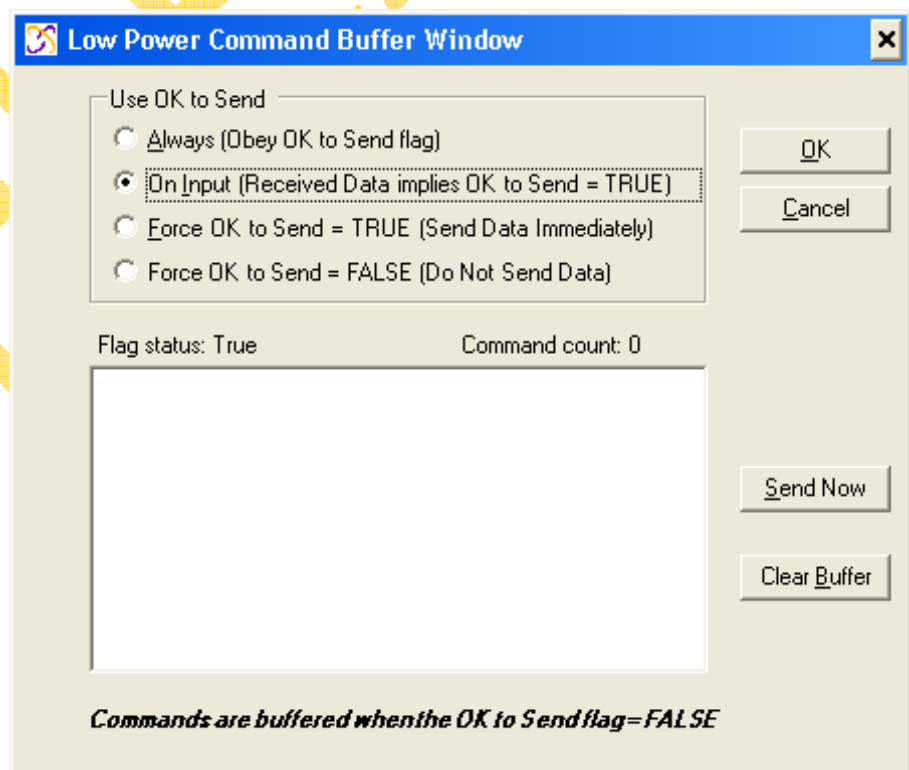 Low Power Command Buffer Window
Use OK to Send
Always (Obey OK to Send flag)
On Input (Received Data implies OK to Send = TRUE)
Force OK to Send = TRUE (Send Data Immediately)
Force OK to Send = FALSE (Do Not Send Data)
OK
Cancel
Flag status: True
Command count: 0
Send Now
Clear Buffer
Commands are buffered when the OK to Send flag=FALSE